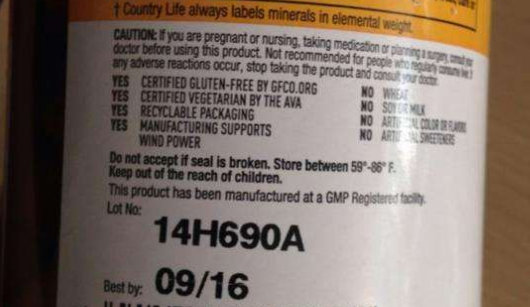 † Country Life always labels minerals in elemental weight.
CAUTION: If you are pregnant or nursing, taking medication or planning a surgery, consult your
doctor before using this product. Not recommended for people who regularly consume
any adverse reactions occur, stop taking the product and consult your doctor.
YES CERTIFIED GLUTEN-FREE BY GFCO.ORG
YES CERTIFIED VEGETARIAN BY THE AVA
YES RECYCLABLE PACKAGING
YES MANUFACTURING SUPPORTS
WIND POWER
NO WHEAT
NO SOY OR MILK
NO ARTIFICIAL COLOR OR FLAVORS
NO ARTIFICIAL SWEETENERS
Do not accept if seal is broken. Store between 59°-86° F.
Keep out of the reach of children.
This product has been manufactured at a GMP Registered facility.
Lot No:
14H690A
Best by: 09/16